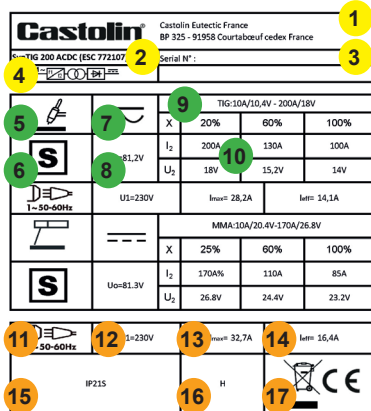 Castolin® Castolin Eutectic France 1
BP 325 - 91958 Courtabœuf cedex France
SunTIG 200 ACDC (ESC 772107) 2 Serial N° : 3
4 1~
5 7 9 TIG:10A/10,4V - 200A/18V
X 20% 60% 100%
6 S 8 =81,2V I2 200A 10 130A 100A
U2 18V 15,2V 14V
1~50-60Hz U1=230V Imax= 28,2A Ieff= 14,1A
MMA:10A/20.4V-170A/26.8V
X 25% 60% 100%
S Uo=81.3V I2 170A% 110A 85A
U2 26.8V 24.4V 23.2V
11 50-60Hz 12 1=230V 13 max= 32,7A 14 Ieff= 16,4A
15 IP21S 16 H 17 CE